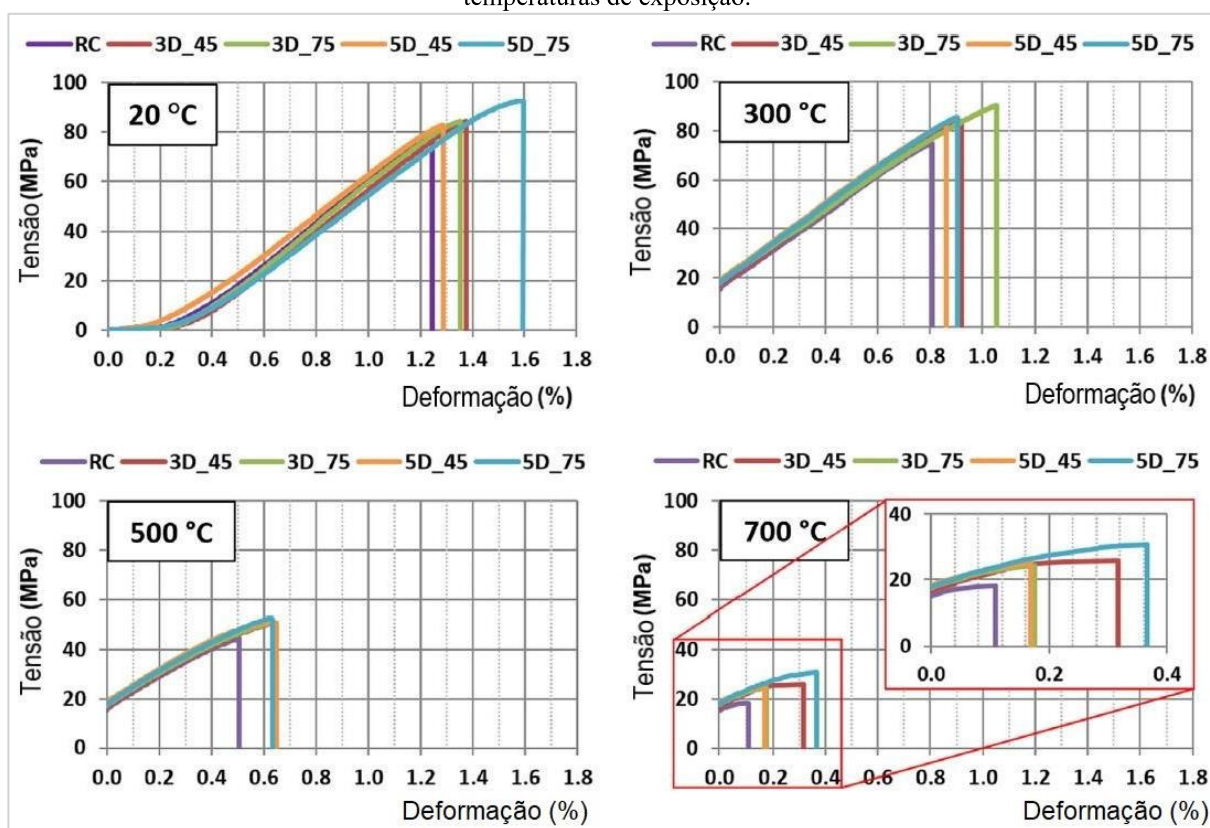 temperaturas de exposição.
RC 3D_45 3D_75 5D_45 5D_75
20 °C
Tensão (MPa)
100
80
60
40
20
0
0.0 0.2 0.4 0.6 0.8 1.0 1.2 1.4 1.6 1.8
Deformação (%)
RC 3D_45 3D_75 5D_45 5D_75
300 °C
Tensão (MPa)
100
80
60
40
20
0
0.0 0.2 0.4 0.6 0.8 1.0 1.2 1.4 1.6 1.8
Deformação (%)
RC 3D_45 3D_75 5D_45 5D_75
500 °C
Tensão (MPa)
100
80
60
40
20
0
0.0 0.2 0.4 0.6 0.8 1.0 1.2 1.4 1.6 1.8
Deformação (%)
RC 3D_45 3D_75 5D_45 5D_75
700 °C
Tensão (MPa)
100
80
60
40
20
0
0.0 0.2 0.4 0.6 0.8 1.0 1.2 1.4 1.6 1.8
Deformação (%)
40
20
0
0.0 0.2 0.4